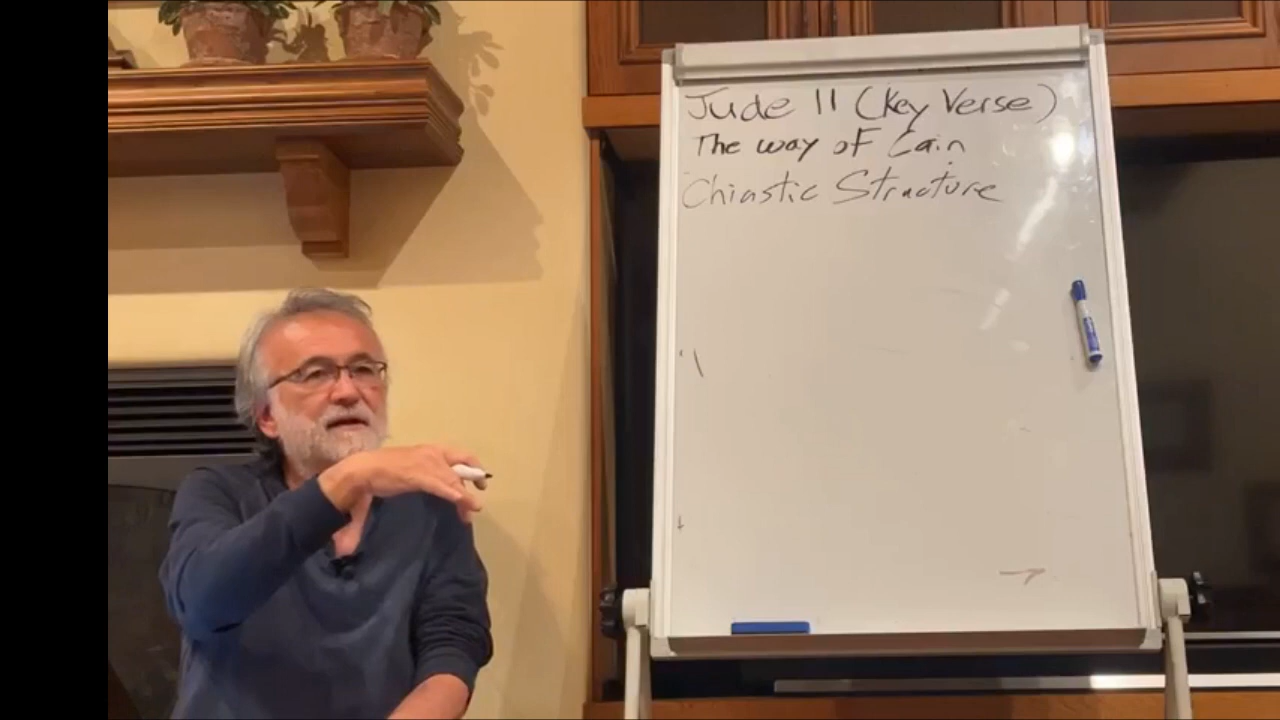 Jude 11 (Key Verse)
The way of Cain
Chiastic Structure